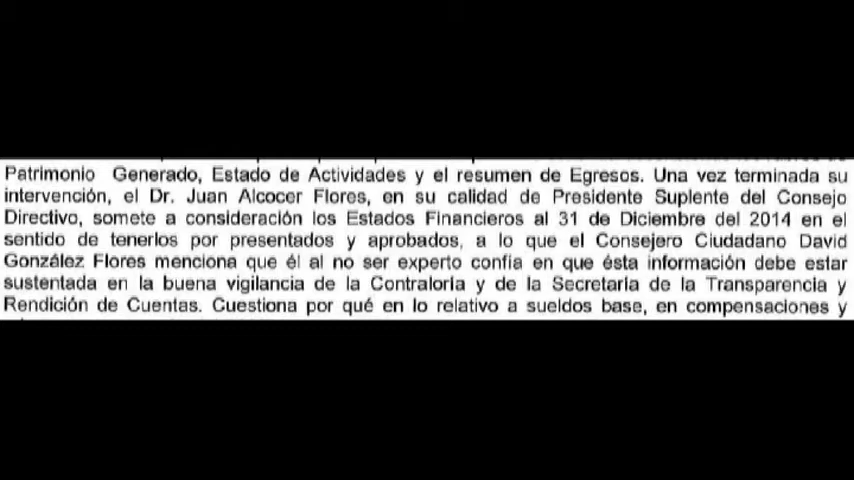 Patrimonio Generado, Estado de Actividades y el resumen de Egresos. Una vez terminada su
intervención, el Dr. Juan Alcocer Flores, en su calidad de Presidente Suplente del Consejo
Directivo, somete a consideración los Estados Financieros al 31 de Diciembre del 2014 en el
sentido de tenerlos por presentados y aprobados, a lo que el Consejero Ciudadano David
González Flores menciona que él al no ser experto confía en que ésta información debe estar
sustentada en la buena vigilancia de la Contraloría y de la Secretaría de la Transparencia y
Rendición de Cuentas. Cuestiona por qué en lo relativo a sueldos base, en compensaciones y